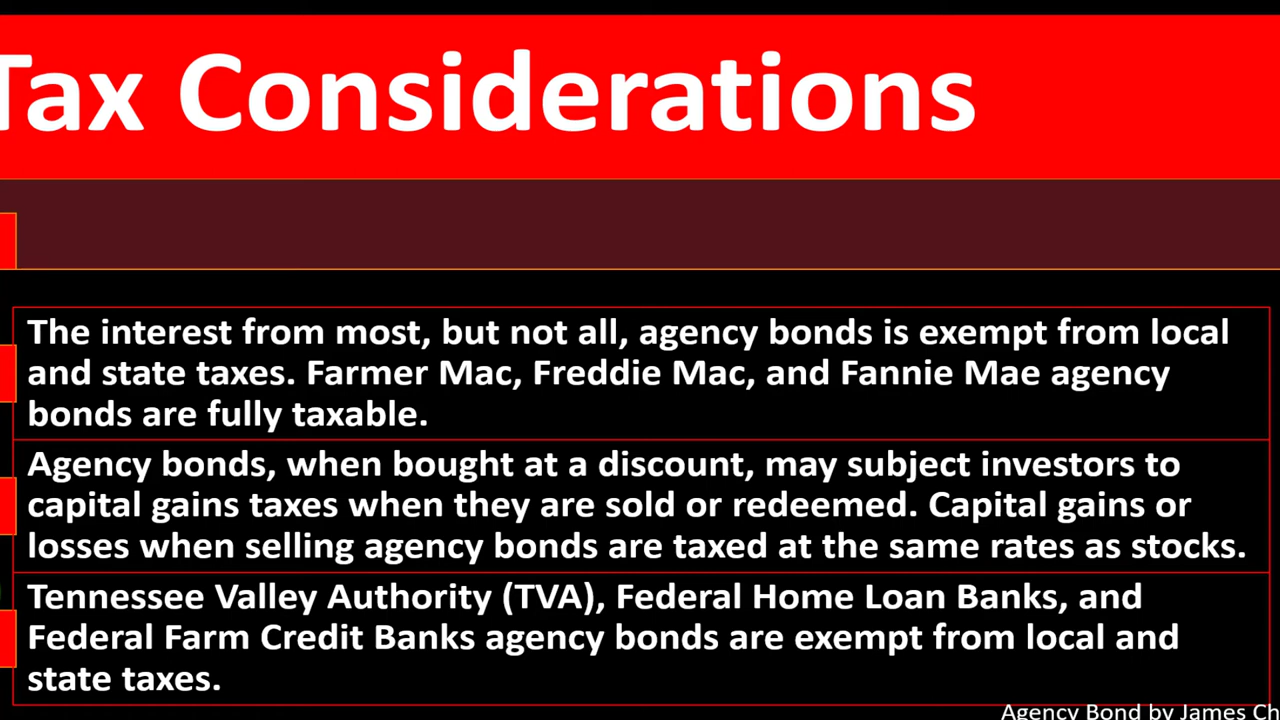 Tax Considerations
The interest from most, but not all, agency bonds is exempt from local
and state taxes. Farmer Mac, Freddie Mac, and Fannie Mae agency
bonds are fully taxable.
Agency bonds, when bought at a discount, may subject investors to
capital gains taxes when they are sold or redeemed. Capital gains or
losses when selling agency bonds are taxed at the same rates as stocks.
Tennessee Valley Authority (TVA), Federal Home Loan Banks, and
Federal Farm Credit Banks agency bonds are exempt from local and
state taxes.
Agency Bond by James Ch